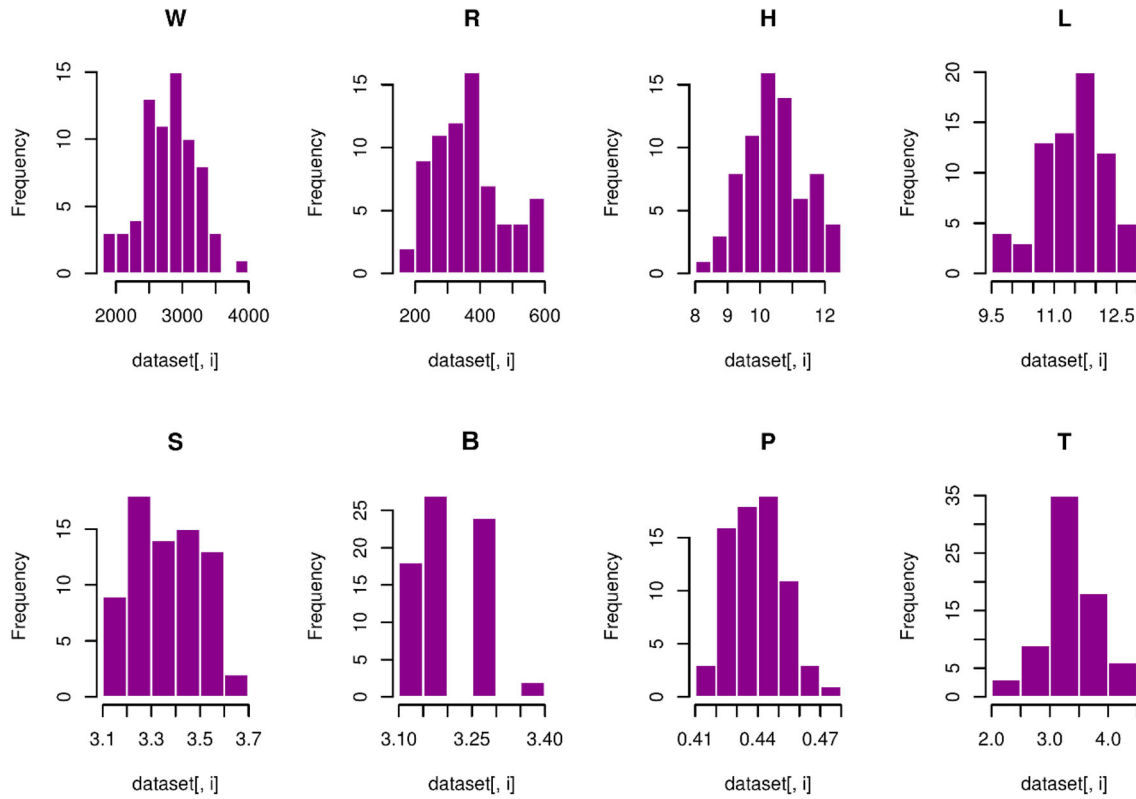 W R H L
Frequency 0 5 10 15 2000 3000 4000 dataset[, i]
Frequency 0 5 10 15 200 400 600 dataset[, i]
Frequency 0 5 10 15 8 9 10 12 dataset[, i]
Frequency 0 5 10 15 20 9.5 11.0 12.5 dataset[, i]
S B P T
Frequency 0 5 10 15 3.1 3.3 3.5 3.7 dataset[, i]
Frequency 0 5 10 15 20 25 3.10 3.25 3.40 dataset[, i]
Frequency 0 5 10 15 0.41 0.44 0.47 dataset[, i]
Frequency 0 5 15 25 35 2.0 3.0 4.0 dataset[, i]